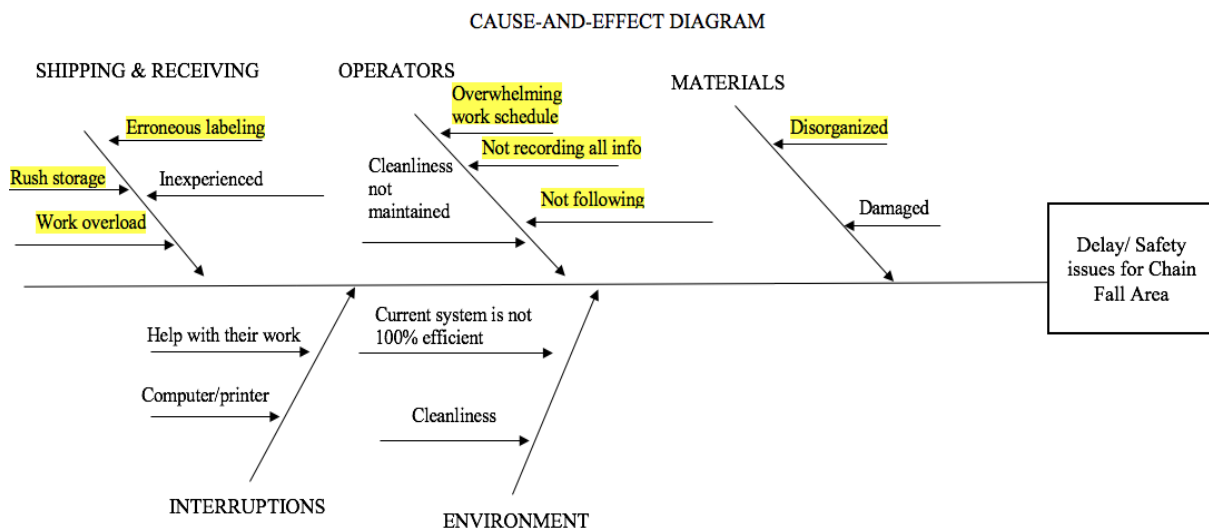 CAUSE-AND-EFFECT DIAGRAM
SHIPPING & RECEIVING
Erroneous labeling
Rush storage
Inexperienced
Work overload
OPERATORS
Overwhelming
work schedule
Not recording all info
Cleanliness
not
maintained
Not following
MATERIALS
Disorganized
Damaged
Delay/ Safety
issues for Chain
Fall Area
Help with their work
Computer/printer
INTERRUPTIONS
Current system is not
100% efficient
Cleanliness
ENVIRONMENT